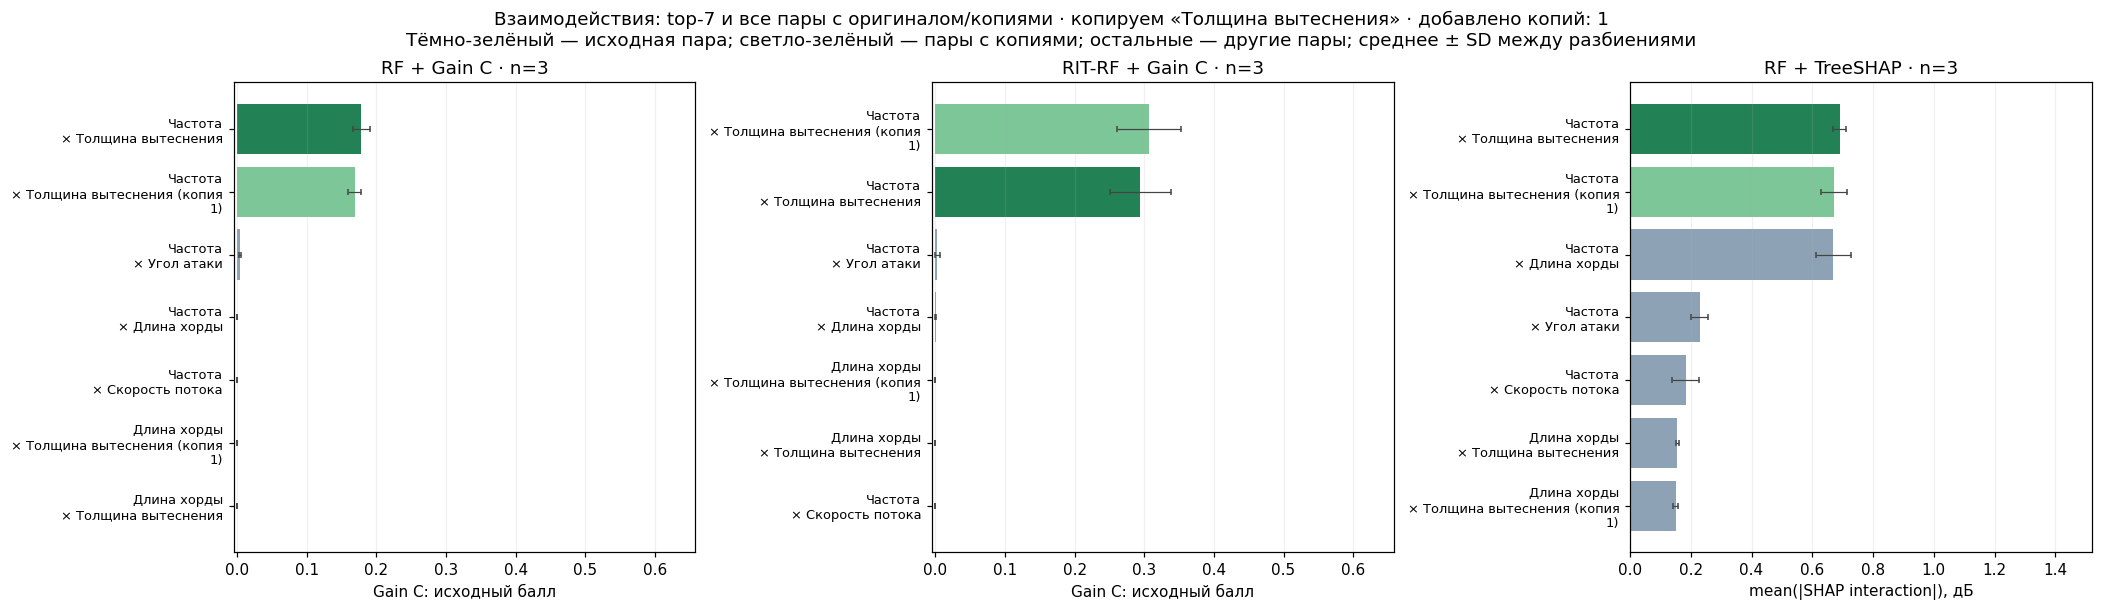 Взаимодействия: top-7 и все пары с оригиналом/копиями · копируем «Толщина вытеснения» · добавлено копий: 1
Тёмно-зелёный — исходная пара; светло-зелёный — пары с копиями; остальные — другие пары; среднее ± SD между разбиениями
RF + Gain C · n=3
Частота
× Толщина вытеснения
Частота
× Толщина вытеснения (копия
1)
Частота
× Угол атаки
Частота
× Длина хорды
Частота
× Скорость потока
Длина хорды
× Толщина вытеснения (копия
1)
Длина хорды
× Толщина вытеснения
0.0 0.1 0.2 0.3 0.4 0.5 0.6
Gain C: исходный балл
RIT-RF + Gain C · n=3
Частота
× Толщина вытеснения (копия
1)
Частота
× Толщина вытеснения
Частота
× Угол атаки
Частота
× Длина хорды
Длина хорды
× Толщина вытеснения (копия
1)
Длина хорды
× Толщина вытеснения
Частота
× Скорость потока
0.0 0.1 0.2 0.3 0.4 0.5 0.6
Gain C: исходный балл
RF + TreeSHAP · n=3
Частота
× Толщина вытеснения
Частота
× Толщина вытеснения (копия
1)
Частота
× Длина хорды
Частота
× Угол атаки
Частота
× Скорость потока
Длина хорды
× Толщина вытеснения
Длина хорды
× Толщина вытеснения (копия
1)
0.0 0.2 0.4 0.6 0.8 1.0 1.2 1.4
mean(|SHAP interaction|), дБ